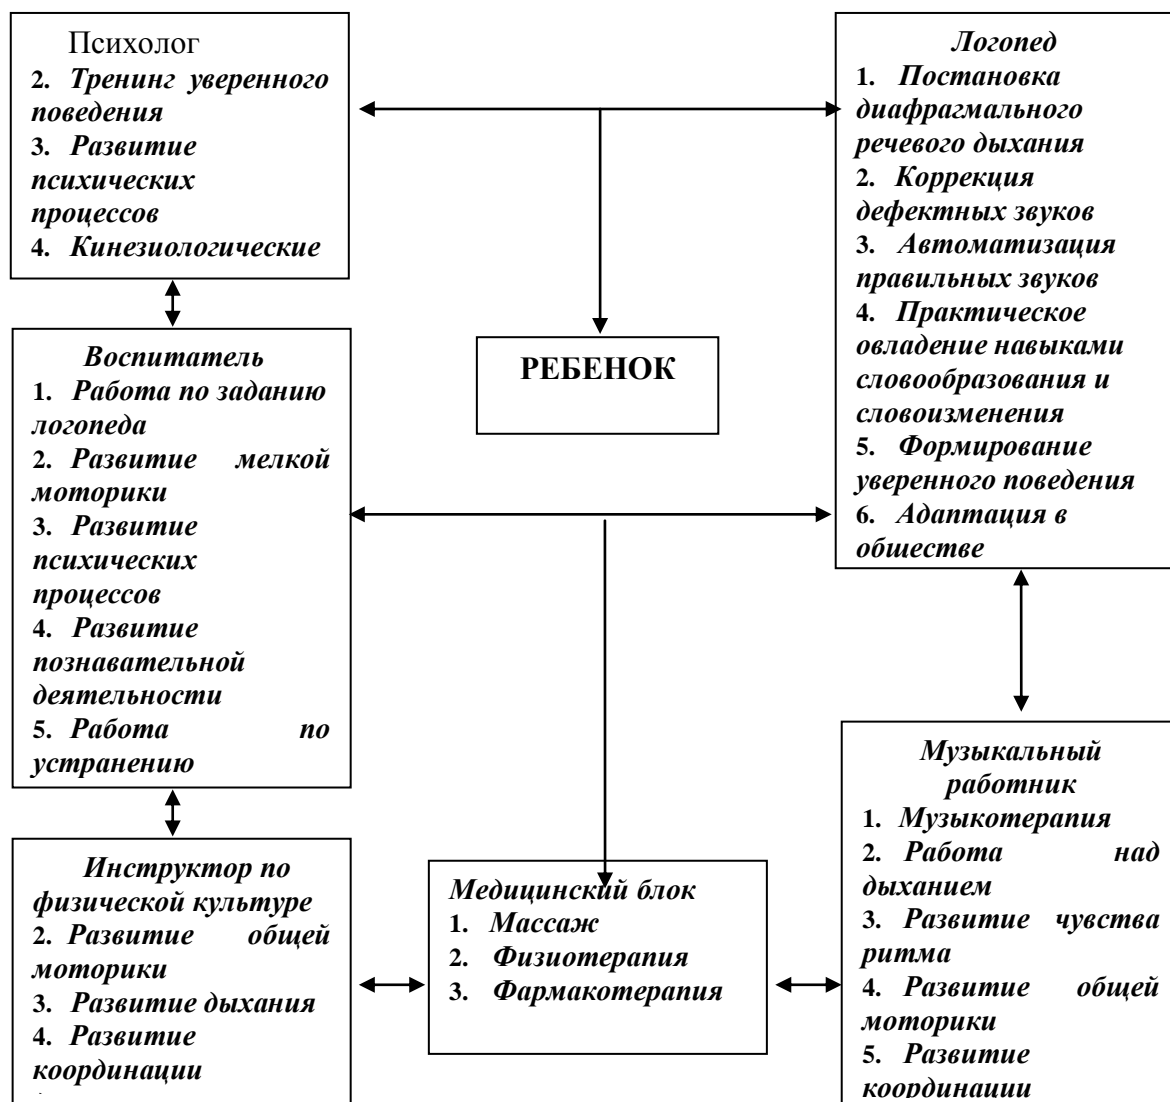 Психолог
2. Тренинг уверенного
поведения
3. Развитие
психических
процессов
4. Кинезиологические
Логопед
1. Постановка
диафрагмального
речевого дыхания
2. Коррекция
дефектных звуков
3. Автоматизация
правильных звуков
4. Практическое
овладение навыками
словообразования и
словоизменения
5. Формирование
уверенного поведения
6. Адаптация в
обществе
РЕБЕНОК
Воспитатель
1. Работа по заданию
логопеда
2. Развитие мелкой
моторики
3. Развитие
психических
процессов
4. Развитие
познавательной
деятельности
5. Работа по
устранению
Музыкальный
работник
1. Музыкотерапия
2. Работа над
дыханием
3. Развитие чувства
ритма
4. Развитие общей
моторики
5. Развитие
координации
Инструктор по
физической культуре
2. Развитие общей
моторики
3. Развитие дыхания
4. Развитие
координации
Медицинский блок
1. Массаж
2. Физиотерапия
3. Фармакотерапия